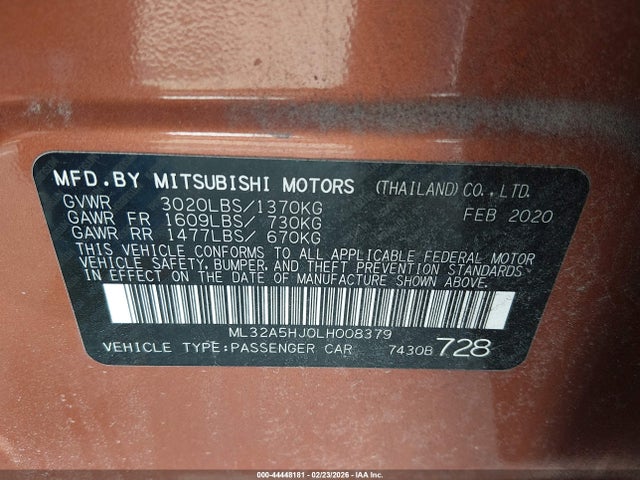 MFD.BY MITSUBISHI MOTORS (THAILAND)CO.,LTD.
GVWR 3020LBS/1370KG FEB 2020
GAWR FR 1609LBS/ 730KG
GAWR RR 1477LBS/ 670KG
THIS VEHICLE CONFORMS TO ALL APPLICABLE FEDERAL MOTOR
VEHICLE SAFETY, BUMPER, AND THEFT PREVENTION STANDARDS
IN EFFECT ON THE DATE OF MANUFACTURE SHOWN ABOVE.
ML32A5HJ0LH008379
VEHICLE TYPE:PASSENGER CAR 7430B 728
000-44448181 - 02/23/2026 - IAA Inc.